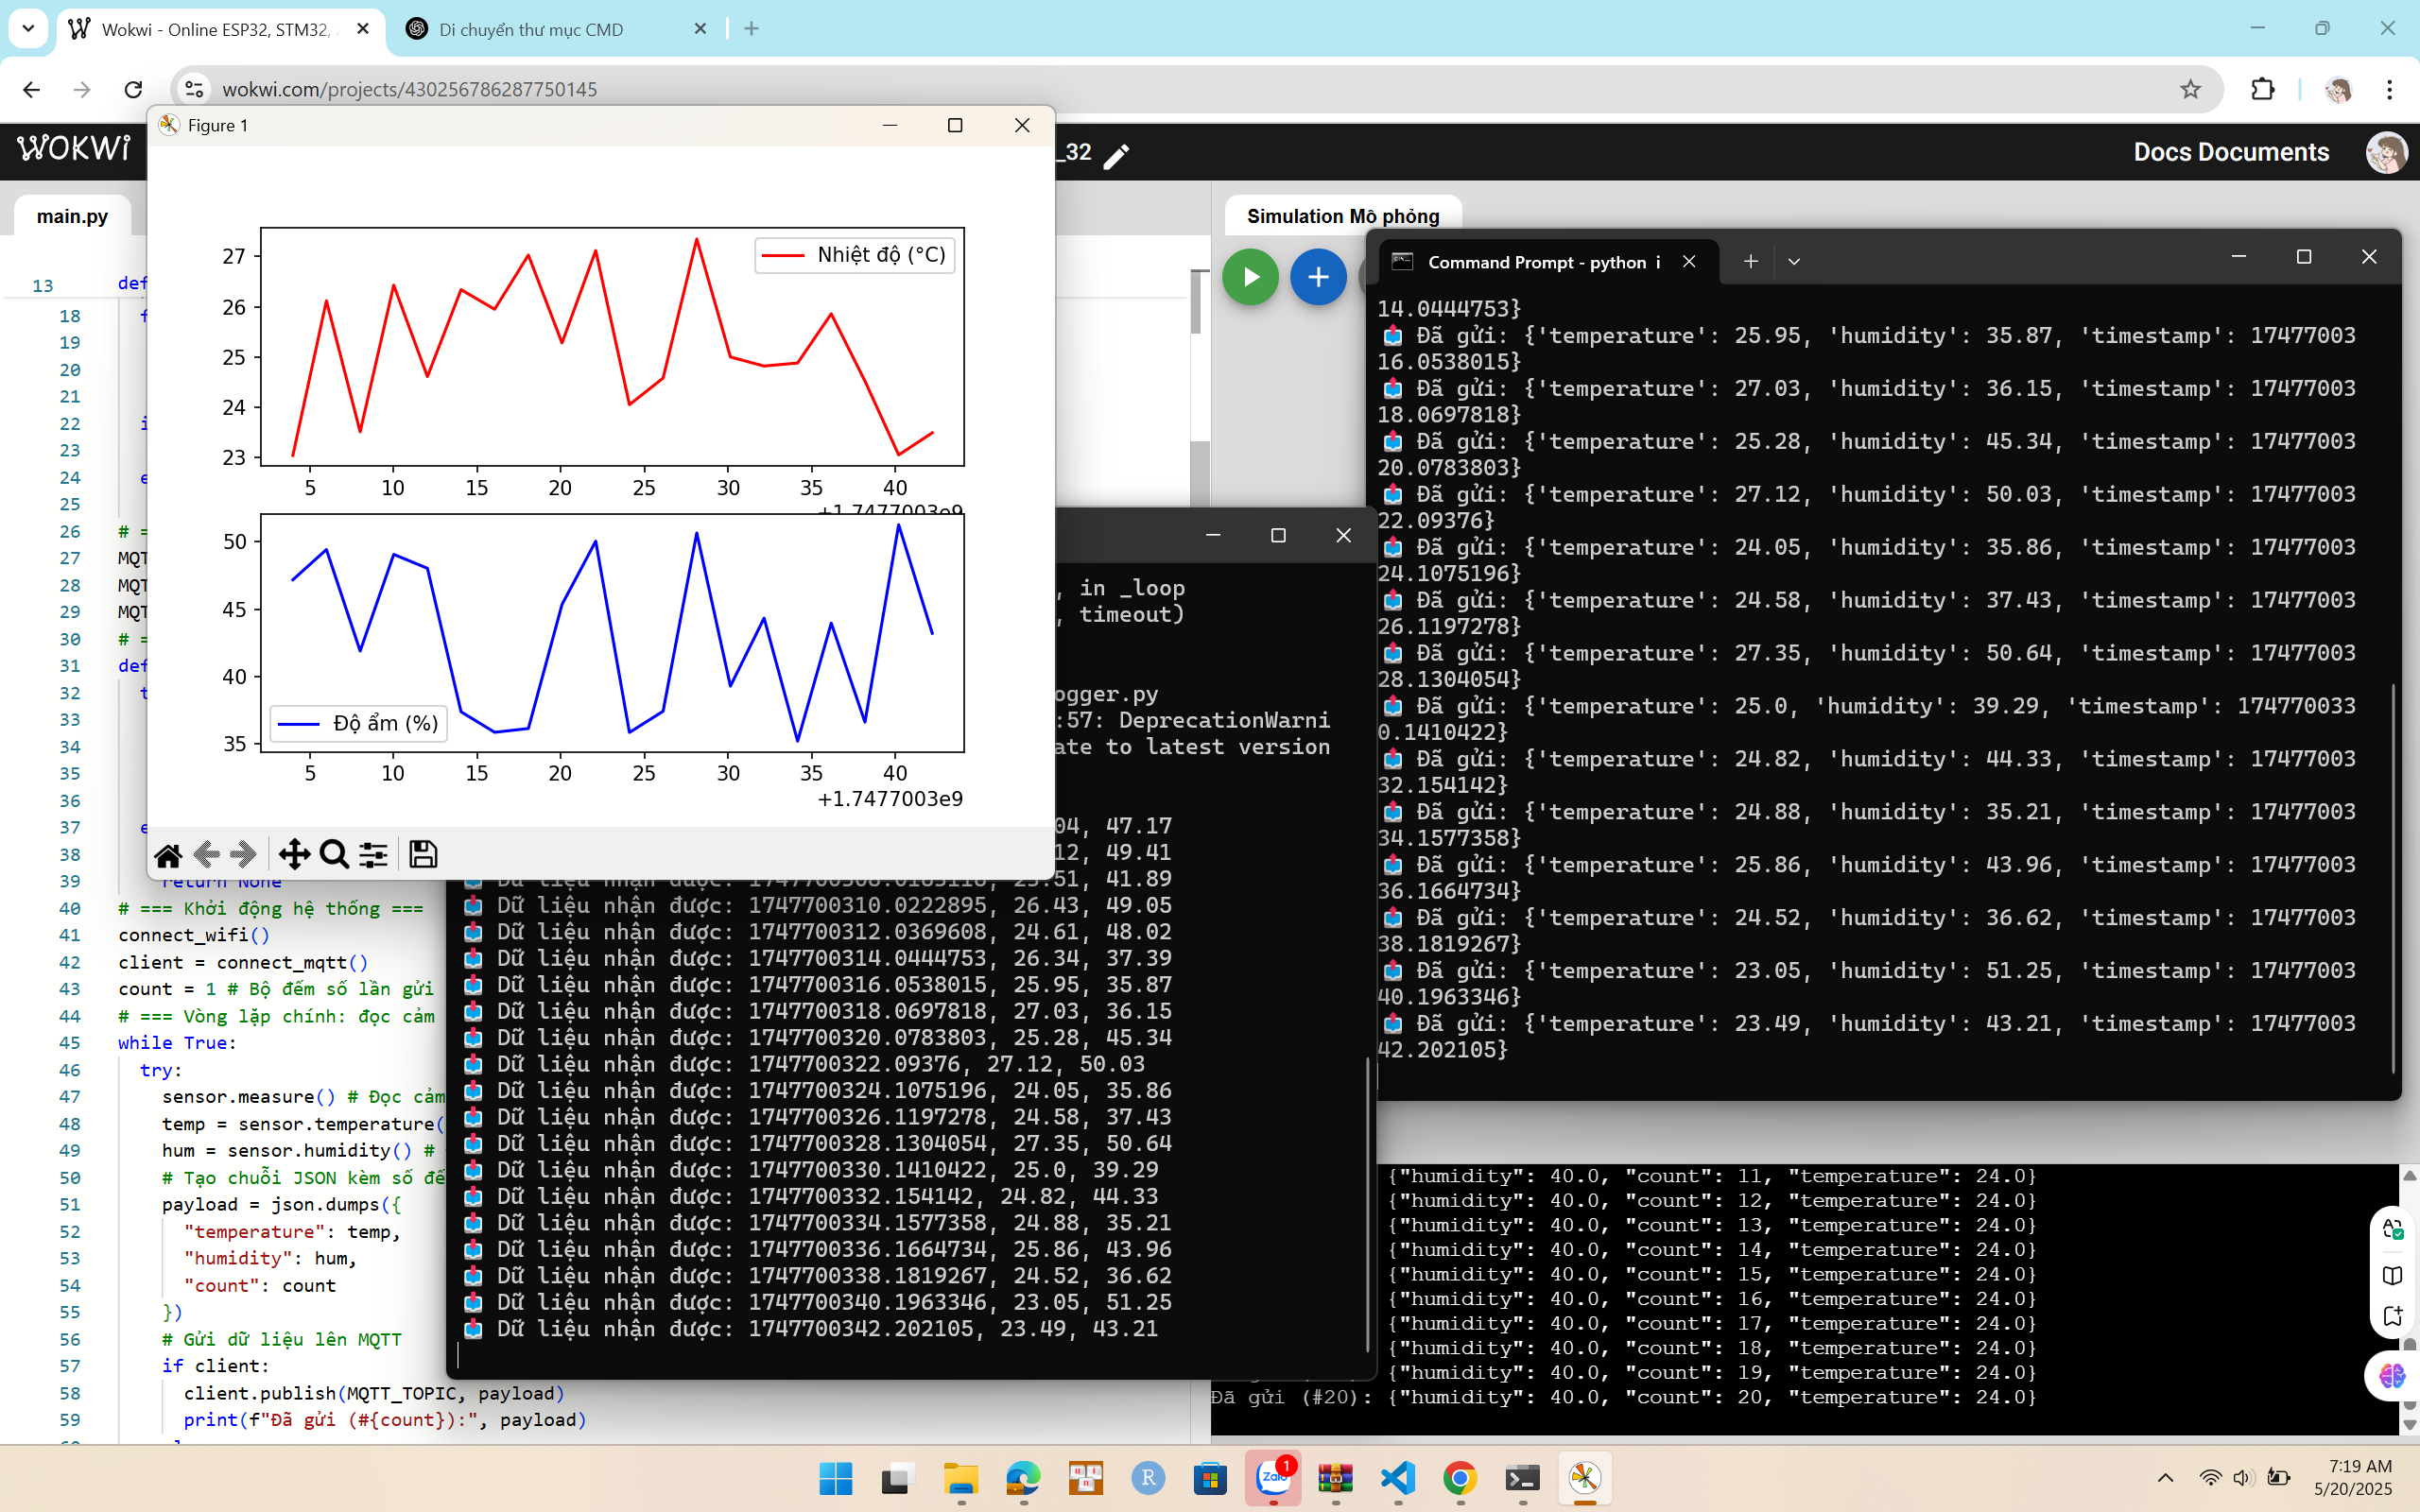 Wokwi - Online ESP32, STM32,
Di chuyển thư mục CMD
wokwi.com/projects/430256786287750145
WOKWI
_32
Docs Documents
main.py
Simulation Mô phỏng
Figure 1
Nhiệt độ (°C)
27
26
25
24
23
5 10 15 20 25 30 35 40
+1.7477003e9
50
45
40
35
Độ ẩm (%)
5 10 15 20 25 30 35 40
+1.7477003e9
13 def
18 f
19
20
21
22 i
23
24 e
25
26 # =
27 MQT
28 MQT
29 MQT
30 # =
31 def
32 t
33
34
35
36
37 e
38
39 return None
40 # === Khởi động hệ thống ===
41 connect_wifi()
42 client = connect_mqtt()
43 count = 1 # Bộ đếm số lần gửi
44 # === Vòng lặp chính: đọc cảm
45 while True:
46 try:
47 sensor.measure() # Đọc cảm
48 temp = sensor.temperature(
49 hum = sensor.humidity() #
50 # Tạo chuỗi JSON kèm số đế
51 payload = json.dumps({
52 "temperature": temp,
53 "humidity": hum,
54 "count": count
55 })
56 # Gửi dữ liệu lên MQTT
57 if client:
58 client.publish(MQTT_TOPIC, payload)
59 print(f"Đã gửi (#{count}):", payload)
, in _loop
, timeout)
ogger.py
:57: DeprecationWarni
ate to latest version
04, 47.17
12, 49.41
Dữ liệu nhận được: 1747700308.0183118, 23.51, 41.89
Dữ liệu nhận được: 1747700310.0222895, 26.43, 49.05
Dữ liệu nhận được: 1747700312.0369608, 24.61, 48.02
Dữ liệu nhận được: 1747700314.0444753, 26.34, 37.39
Dữ liệu nhận được: 1747700316.0538015, 25.95, 35.87
Dữ liệu nhận được: 1747700318.0697818, 27.03, 36.15
Dữ liệu nhận được: 1747700320.0783803, 25.28, 45.34
Dữ liệu nhận được: 1747700322.09376, 27.12, 50.03
Dữ liệu nhận được: 1747700324.1075196, 24.05, 35.86
Dữ liệu nhận được: 1747700326.1197278, 24.58, 37.43
Dữ liệu nhận được: 1747700328.1304054, 27.35, 50.64
Dữ liệu nhận được: 1747700330.1410422, 25.0, 39.29
Dữ liệu nhận được: 1747700332.154142, 24.82, 44.33
Dữ liệu nhận được: 1747700334.1577358, 24.88, 35.21
Dữ liệu nhận được: 1747700336.1664734, 25.86, 43.96
Dữ liệu nhận được: 1747700338.1819267, 24.52, 36.62
Dữ liệu nhận được: 1747700340.1963346, 23.05, 51.25
Dữ liệu nhận được: 1747700342.202105, 23.49, 43.21
Command Prompt - python i
14.0444753}
Đã gửi: {'temperature': 25.95, 'humidity': 35.87, 'timestamp': 17477003
16.0538015}
Đã gửi: {'temperature': 27.03, 'humidity': 36.15, 'timestamp': 17477003
18.0697818}
Đã gửi: {'temperature': 25.28, 'humidity': 45.34, 'timestamp': 17477003
20.0783803}
Đã gửi: {'temperature': 27.12, 'humidity': 50.03, 'timestamp': 17477003
22.09376}
Đã gửi: {'temperature': 24.05, 'humidity': 35.86, 'timestamp': 17477003
24.1075196}
Đã gửi: {'temperature': 24.58, 'humidity': 37.43, 'timestamp': 17477003
26.1197278}
Đã gửi: {'temperature': 27.35, 'humidity': 50.64, 'timestamp': 17477003
28.1304054}
Đã gửi: {'temperature': 25.0, 'humidity': 39.29, 'timestamp': 174770033
0.1410422}
Đã gửi: {'temperature': 24.82, 'humidity': 44.33, 'timestamp': 17477003
32.154142}
Đã gửi: {'temperature': 24.88, 'humidity': 35.21, 'timestamp': 17477003
34.1577358}
Đã gửi: {'temperature': 25.86, 'humidity': 43.96, 'timestamp': 17477003
36.1664734}
Đã gửi: {'temperature': 24.52, 'humidity': 36.62, 'timestamp': 17477003
38.1819267}
Đã gửi: {'temperature': 23.05, 'humidity': 51.25, 'timestamp': 17477003
40.1963346}
Đã gửi: {'temperature': 23.49, 'humidity': 43.21, 'timestamp': 17477003
42.202105}
{"humidity": 40.0, "count": 11, "temperature": 24.0}
{"humidity": 40.0, "count": 12, "temperature": 24.0}
{"humidity": 40.0, "count": 13, "temperature": 24.0}
{"humidity": 40.0, "count": 14, "temperature": 24.0}
{"humidity": 40.0, "count": 15, "temperature": 24.0}
{"humidity": 40.0, "count": 16, "temperature": 24.0}
{"humidity": 40.0, "count": 17, "temperature": 24.0}
{"humidity": 40.0, "count": 18, "temperature": 24.0}
{"humidity": 40.0, "count": 19, "temperature": 24.0}
Đã gửi (#20): {"humidity": 40.0, "count": 20, "temperature": 24.0}
Zalo
1
R
7:19 AM
5/20/2025